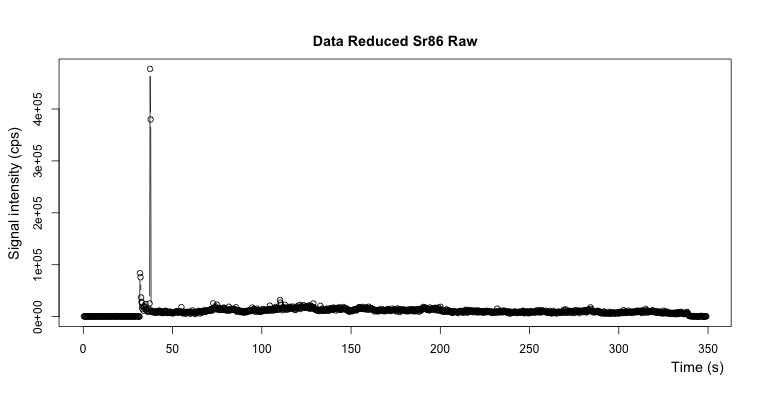 Data Reduced Sr86 Raw
Signal intensity (cps)
4e+05
3e+05
2e+05
1e+05
0e+00
0 50 100 150 200 250 300 350
Time (s)